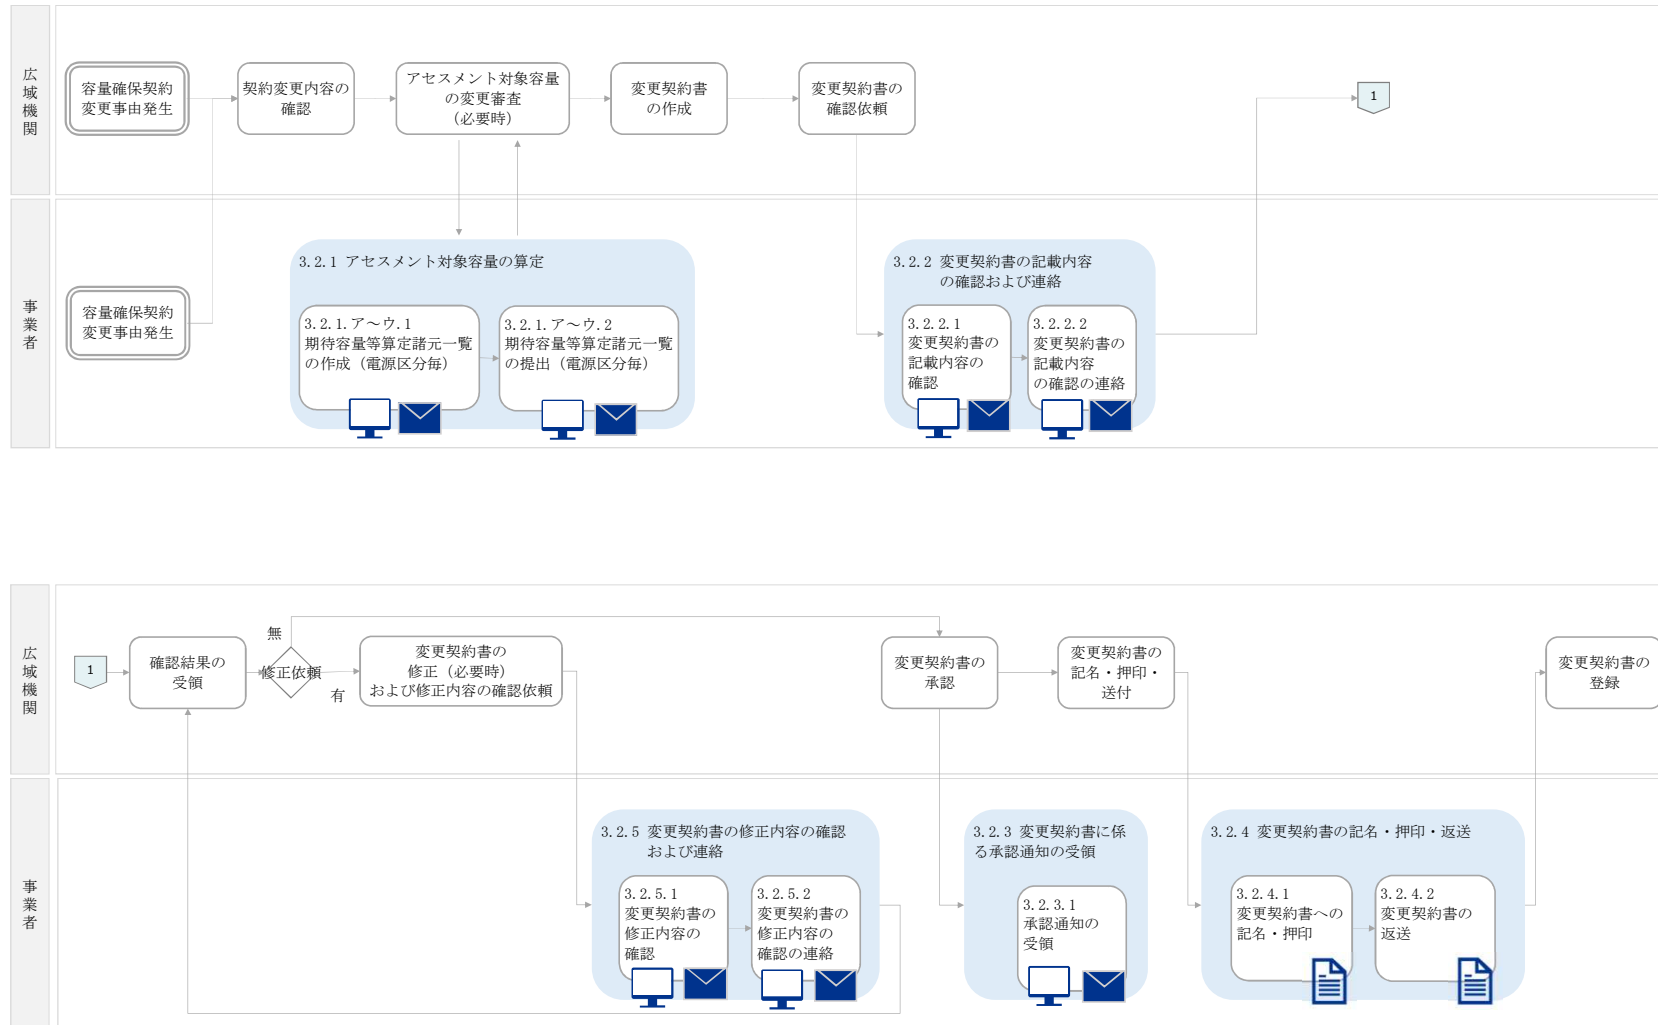 広
域
機
関
容量確保契約
変更事由発生
契約変更内容の
確認
アセスメント対象容量
の変更審査
（必要時）
変更契約書
の作成
変更契約書の
確認依頼
1
事
業
者
容量確保契約
変更事由発生
3.2.1 アセスメント対象容量の算定
3.2.1.ア～ウ.1
期待容量等算定諸元一覧
の作成（電源区分毎）
3.2.1.ア～ウ.2
期待容量等算定諸元一覧
の提出（電源区分毎）
3.2.2 変更契約書の記載内容
の確認および連絡
3.2.2.1
変更契約書の
記載内容の
確認
3.2.2.2
変更契約書の
記載内容
の確認の連絡
広
域
機
関
1
確認結果の
受領
無
修正依頼
有
変更契約書の
修正（必要時）
および修正内容の確認依頼
変更契約書の
承認
変更契約書の
記名・押印・
送付
変更契約書の
登録
事
業
者
3.2.5 変更契約書の修正内容の確認
および連絡
3.2.5.1
変更契約書の
修正内容の
確認
3.2.5.2
変更契約書の
修正内容の
確認の連絡
3.2.3 変更契約書に係
る承認通知の受領
3.2.3.1
承認通知の
受領
3.2.4 変更契約書の記名・押印・返送
3.2.4.1
変更契約書への
記名・押印
3.2.4.2
変更契約書の
返送